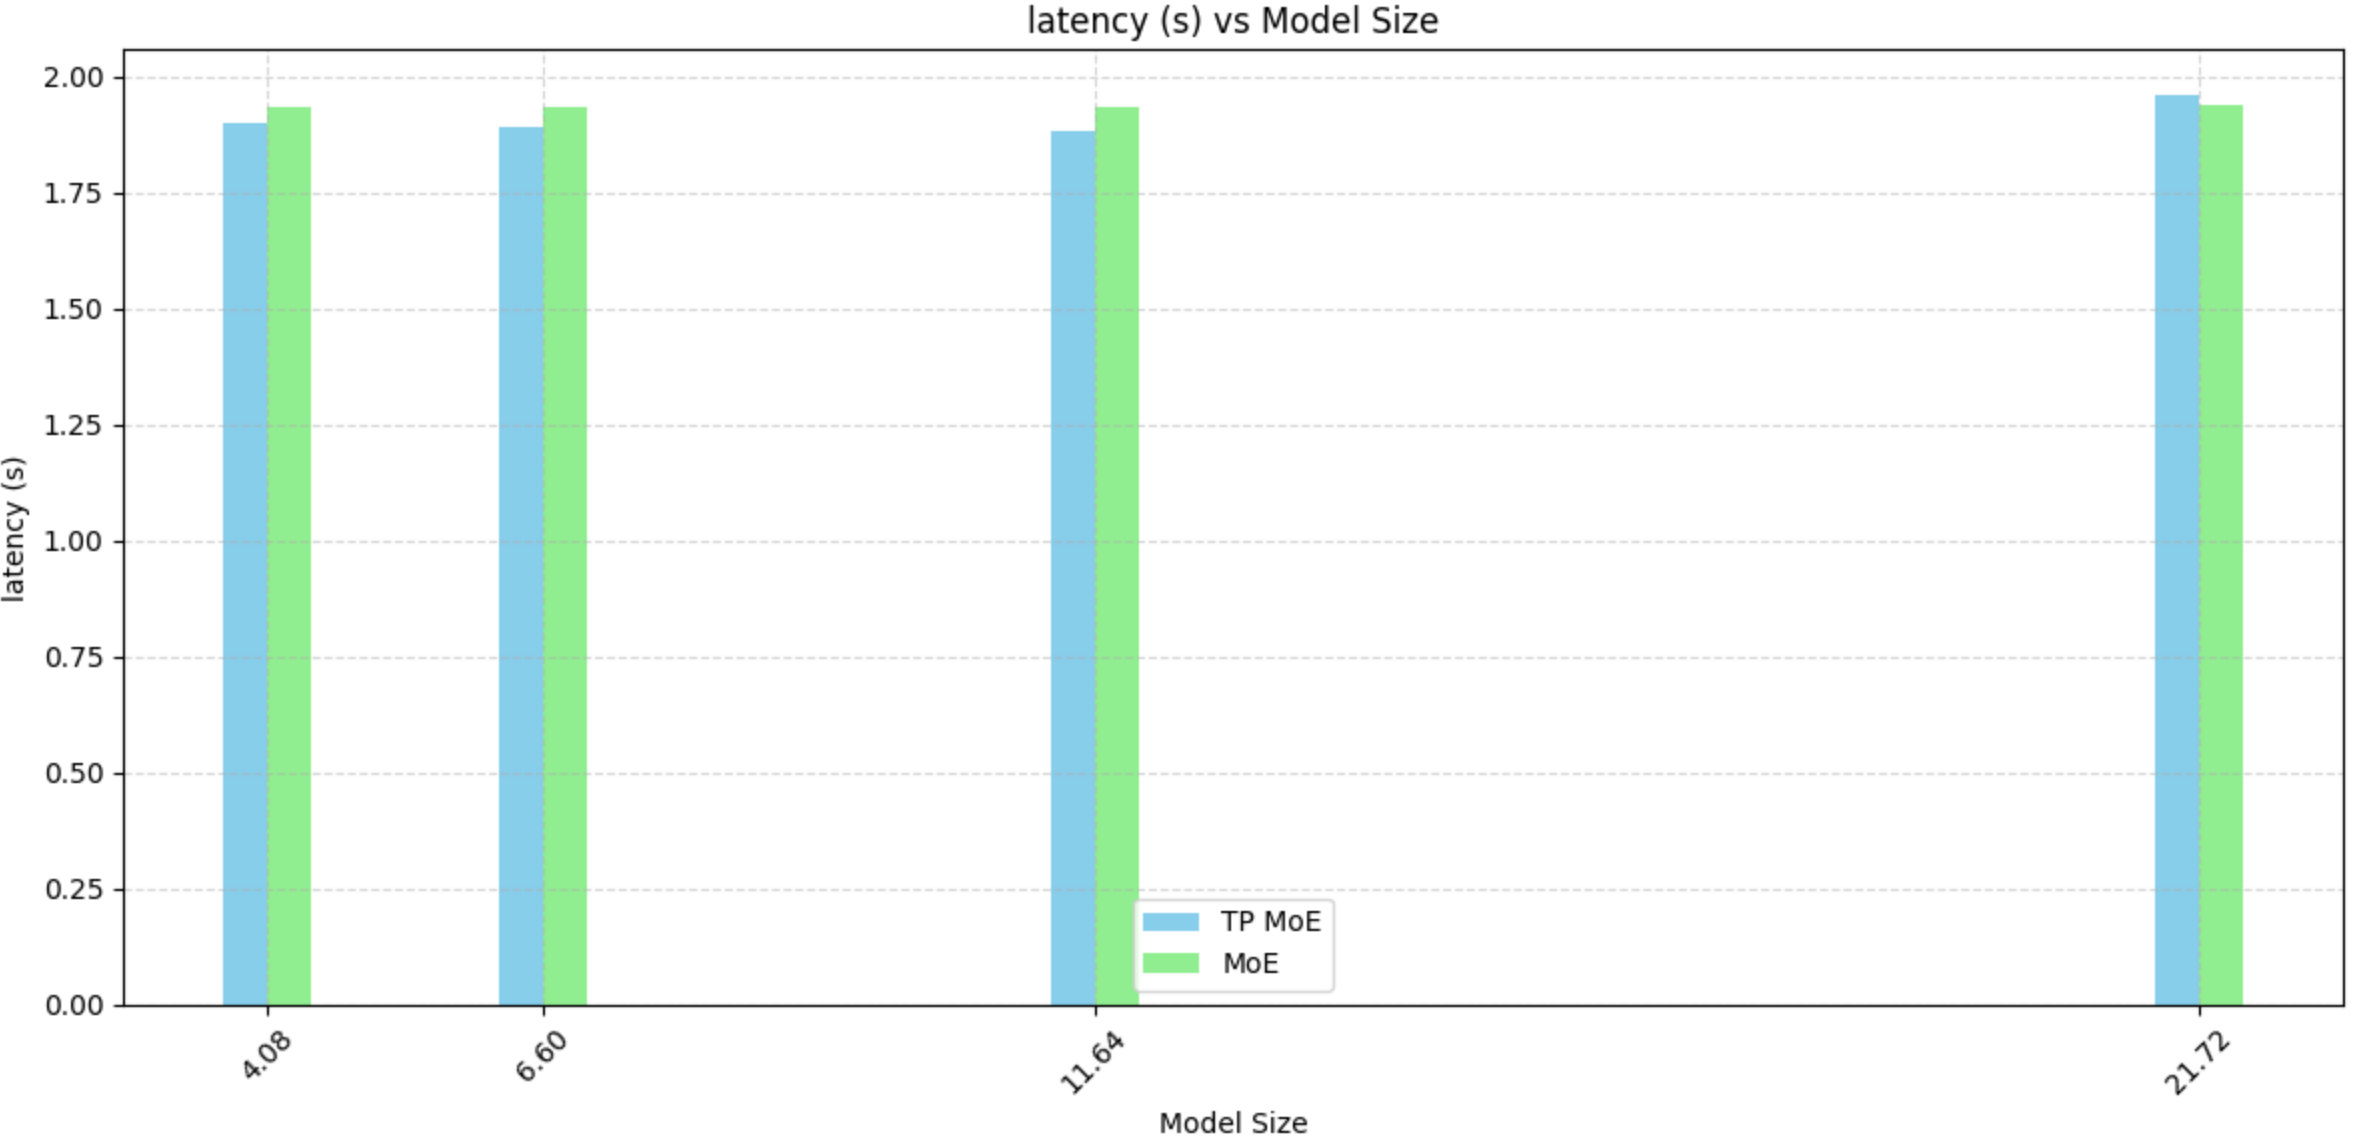 latency (s) vs Model Size
latency (s)
2.00
1.75
1.50
1.25
1.00
0.75
0.50
0.25
0.00
TP MoE
MoE
4.08
6.60
11.64
21.72
Model Size